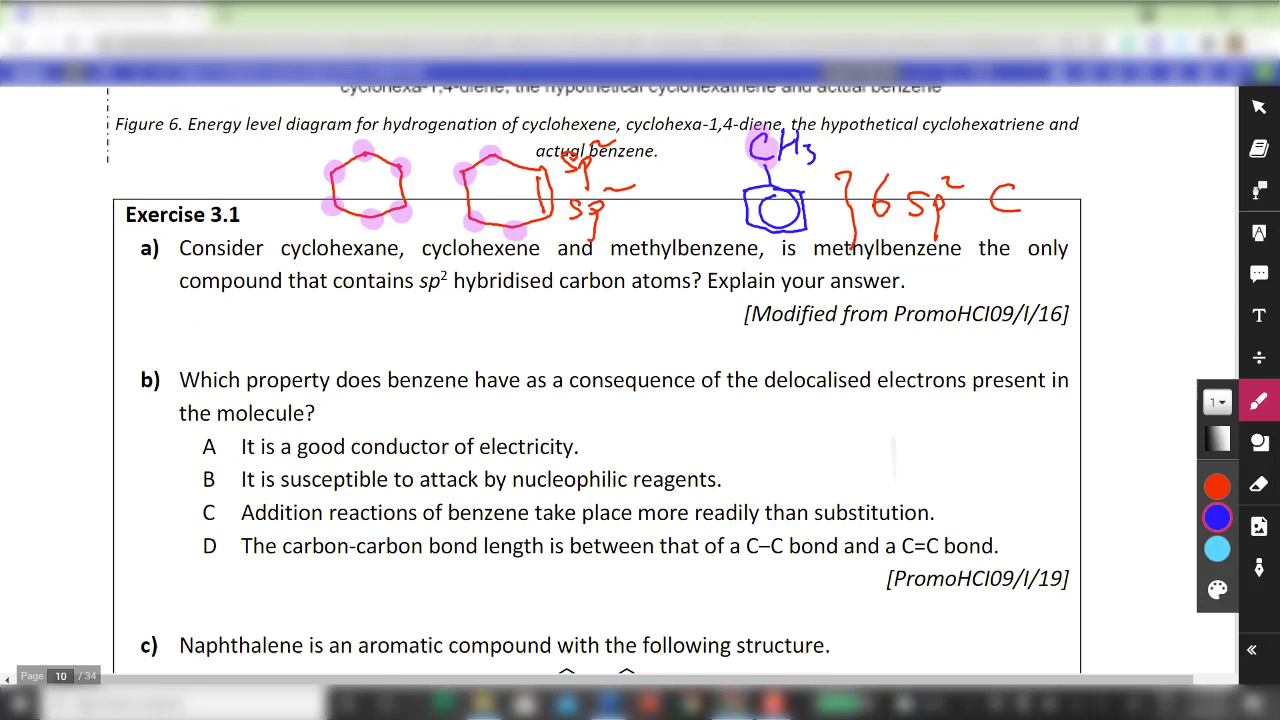 cyclohexa-1,4-diene, the hypothetical cyclohexatriene and actual benzene
Figure 6. Energy level diagram for hydrogenation of cyclohexene, cyclohexa-1,4-diene, the hypothetical cyclohexatriene and
actual benzene.
sp²
sp²
CH₃
6 sp² C
Exercise 3.1
a) Consider cyclohexane, cyclohexene and methylbenzene, is methylbenzene the only
compound that contains sp² hybridised carbon atoms? Explain your answer.
[Modified from PromoHCI09/I/16]
b) Which property does benzene have as a consequence of the delocalised electrons present in
the molecule?
A It is a good conductor of electricity.
B It is susceptible to attack by nucleophilic reagents.
C Addition reactions of benzene take place more readily than substitution.
D The carbon-carbon bond length is between that of a C–C bond and a C=C bond.
[PromoHCI09/I/19]
c) Naphthalene is an aromatic compound with the following structure.
Page 10 / 34
1
T